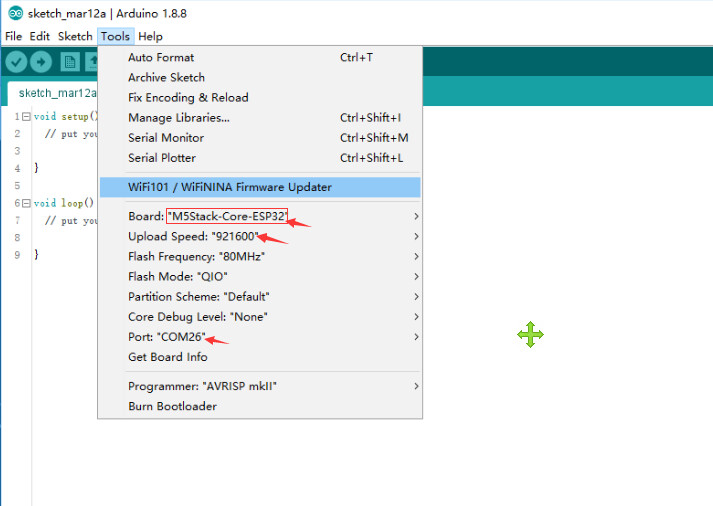 sketch_mar12a | Arduino 1.8.8
File Edit Sketch Tools Help
sketch_mar12a
Auto Format Ctrl+T
Archive Sketch
Fix Encoding & Reload
Manage Libraries... Ctrl+Shift+I
Serial Monitor Ctrl+Shift+M
Serial Plotter Ctrl+Shift+L
WiFi101 / WiFiNINA Firmware Updater
Board: "M5Stack-Core-ESP32"
Upload Speed: "921600"
Flash Frequency: "80MHz"
Flash Mode: "QIO"
Partition Scheme: "Default"
Core Debug Level: "None"
Port: "COM26"
Get Board Info
Programmer: "AVRISP mkII"
Burn Bootloader
1 void setup()
2 // put you
3
4 }
5
6 void loop()
7 // put you
8
9 }